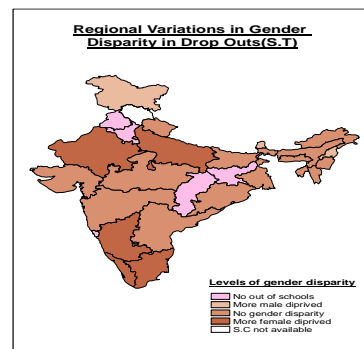 Regional Variations in Gender
Disparity in Drop Outs(S.T)
Levels of gender disparity
No out of schools
More male diprived
No gender disparity
More female diprived
S.C not available